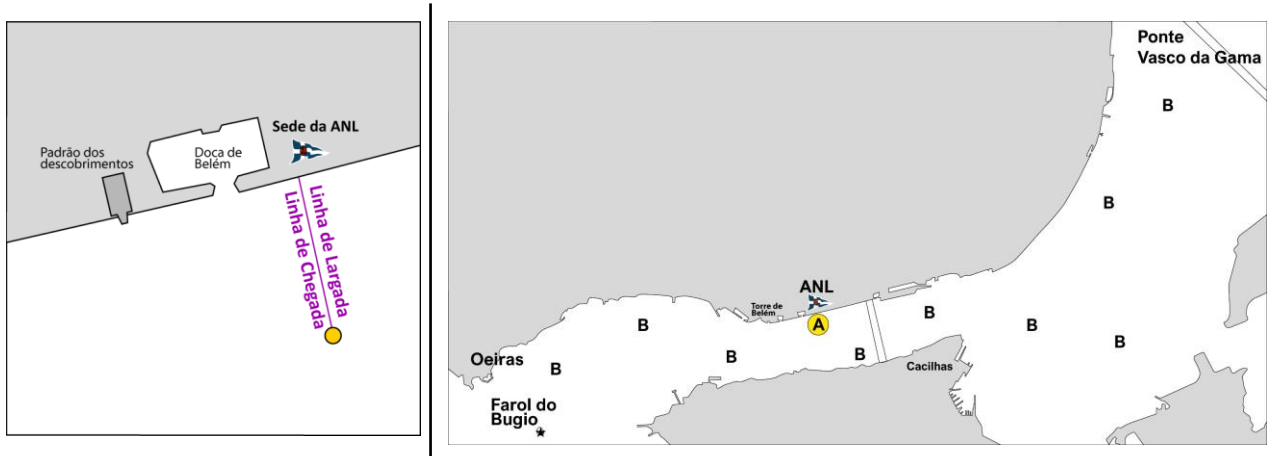 Sede da ANL
Padrão dos
descobrimentos
Doca de
Belém
Linha de Largada
Linha de Chegada
Ponte
Vasco da Gama
B
B
ANL
Torre de
Belém
A
B
B
B
B
B
B
Cacilhas
Oeiras
B
Farol do
Bugio